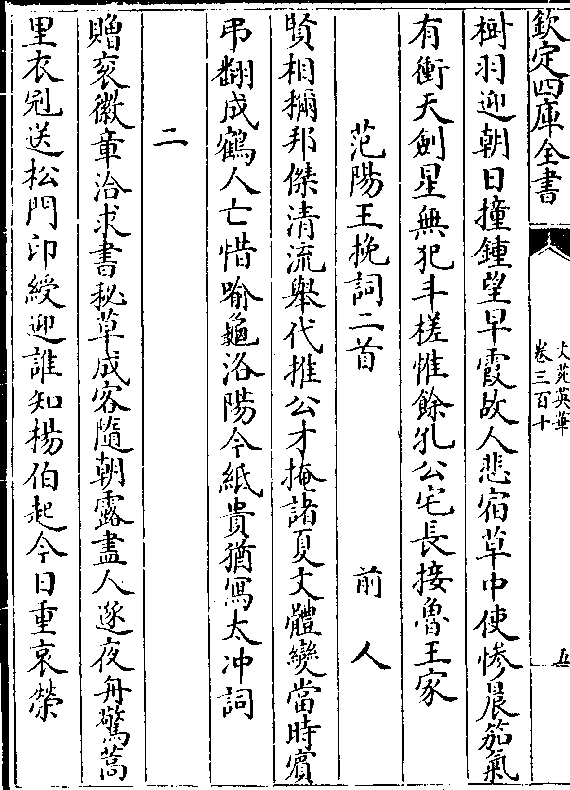 欽定四庫全書
文苑英華
卷三百十
五
樹羽迎朝日撞鍾望早霞故人悲宿草中使慘晨笳氣
有衝天劍星無犯斗槎惟餘孔公宅長接魯王家
范陽王挽詞二首 前人
賢相稱邦傑清流舉代推公才掩諸夏文體變當時賓
弔翻成鶴人亡惜喻龜洛陽今紙貴猶寫太冲詞
二
贈衮徽章洽求書秘草成客隨朝露盡人逐夜舟驚蒿
里衣冠送松門印綬迎誰知楊伯起今日重哀榮